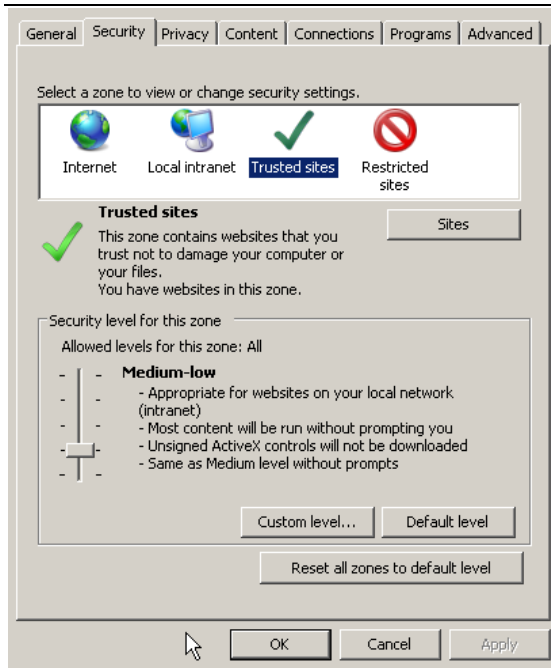 General Security Privacy Content Connections Programs Advanced
Select a zone to view or change security settings.
Internet Local intranet Trusted sites Restricted
sites
Trusted sites
Sites
This zone contains websites that you
trust not to damage your computer or
your files.
You have websites in this zone.
Security level for this zone
Allowed levels for this zone: All
Medium-low
- Appropriate for websites on your local network
(intranet)
- Most content will be run without prompting you
- Unsigned ActiveX controls will not be downloaded
- Same as Medium level without prompts
Custom level... Default level
Reset all zones to default level
OK Cancel Apply